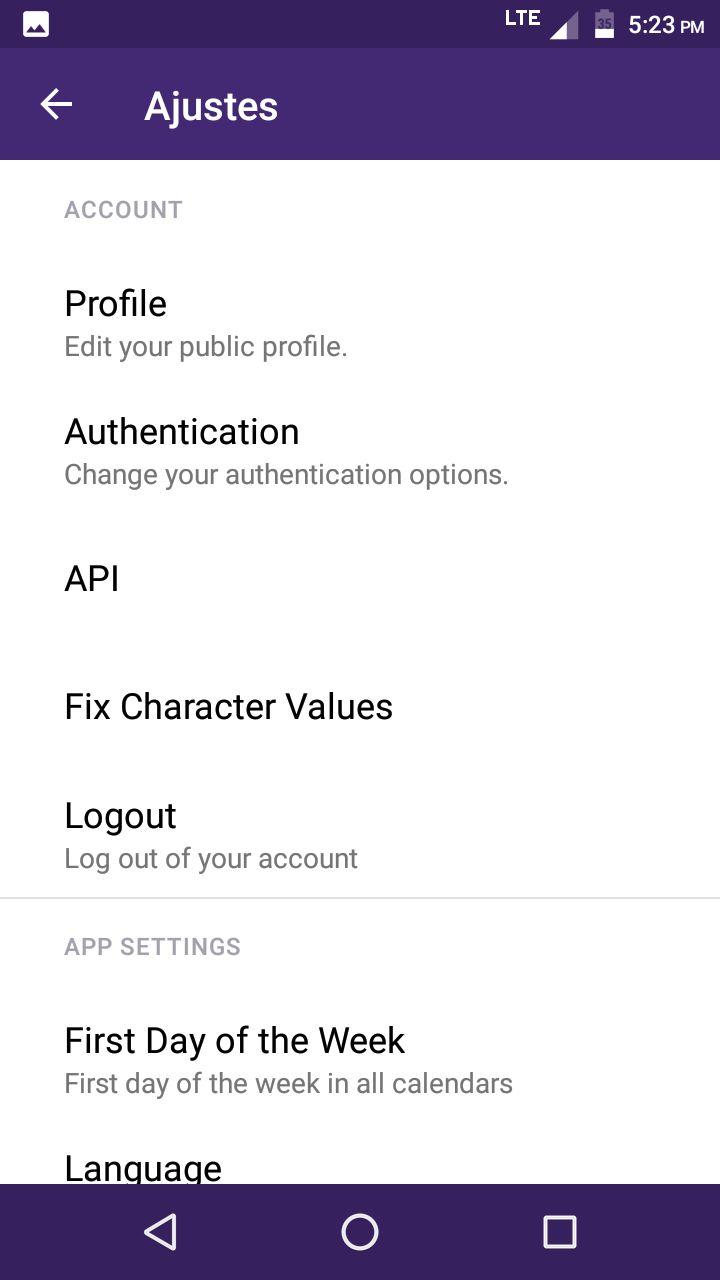 LTE 35 5:23 PM
Ajustes
ACCOUNT
Profile
Edit your public profile.
Authentication
Change your authentication options.
API
Fix Character Values
Logout
Log out of your account
APP SETTINGS
First Day of the Week
First day of the week in all calendars
Language